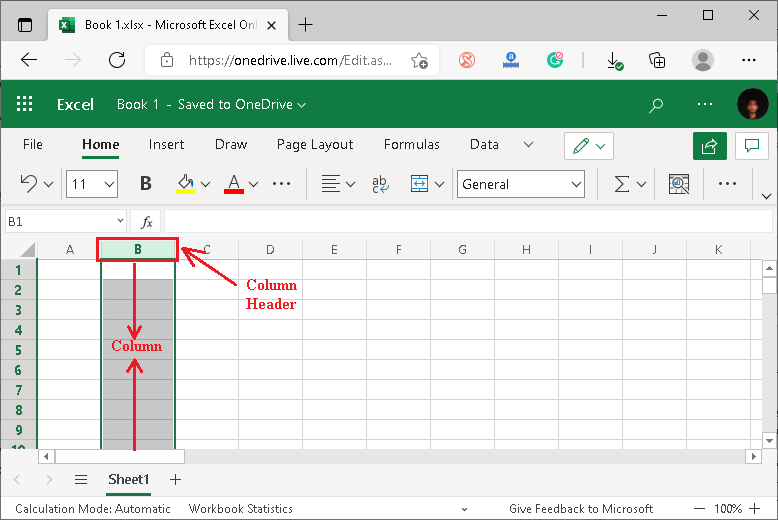 Book 1.xlsx - Microsoft Excel Onl
https://onedrive.live.com/Edit.as...
Excel Book 1 - Saved to OneDrive
File Home Insert Draw Page Layout Formulas Data
11 B A ab c General Σ
B1 fx
A B C D E F G H I J K
1
Column
2
Header
3
4
Column
5
6
7
8
9
10
Sheet1
Calculation Mode: Automatic Workbook Statistics Give Feedback to Microsoft 100%